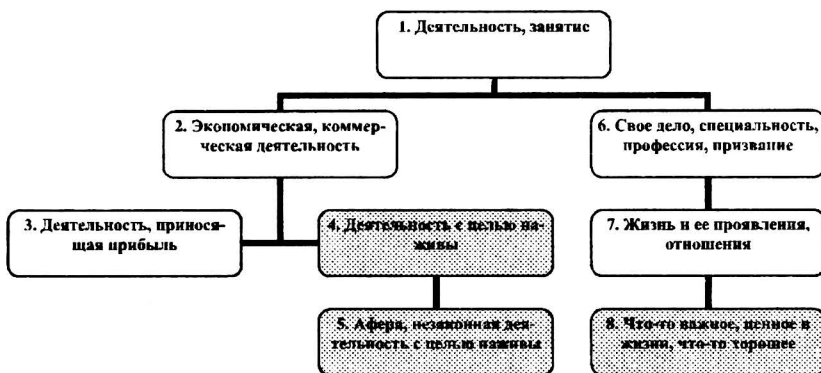 1. Деятельность, занятие
2. Экономическая, коммер-
ческая деятельность
6. Свое дело, специальность,
профессия, призвание
3. Деятельность, принося-
щая прибыль
4. Деятельность с целью на-
живы
7. Жизнь и ее проявления,
отношения
5. Афера, незаконная дея-
тельность с целью наживы
8. Что-то важное, ценное в
жизни, что-то хорошее